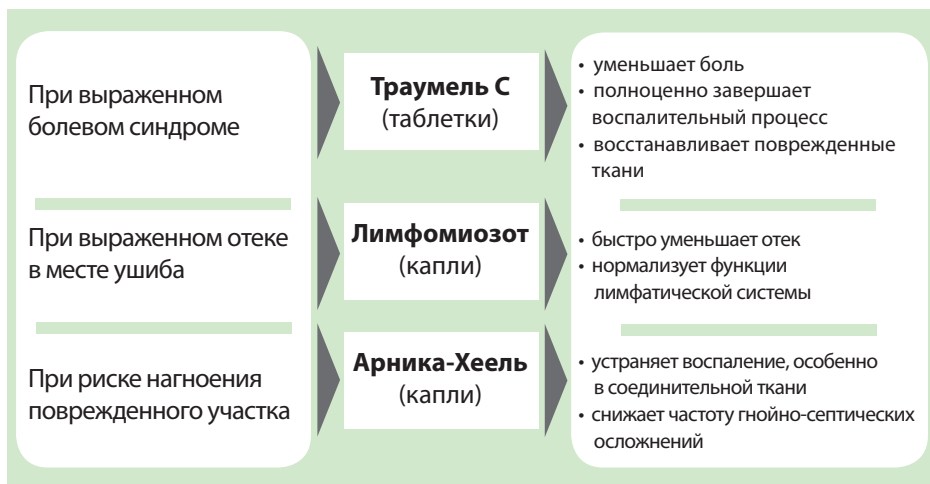 При выраженном
болевом синдроме
Траумель С
(таблетки)
• уменьшает боль
• полноценно завершает
воспалительный процесс
• восстанавливает поврежденные
ткани
При выраженном отеке
в месте ушиба
Лимфомиозот
(капли)
• быстро уменьшает отек
• нормализует функции
лимфатической системы
При риске нагноения
поврежденного участка
Арника-Хеель
(капли)
• устраняет воспаление, особенно
в соединительной ткани
• снижает частоту гнойно-септических
осложнений